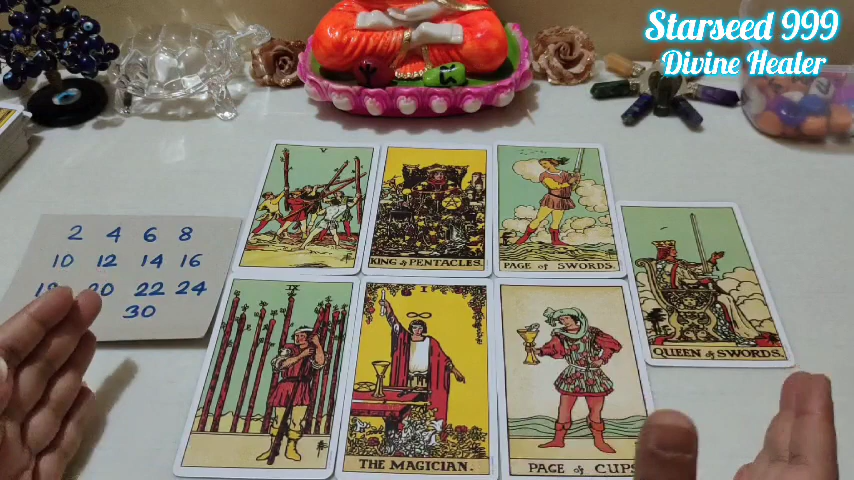 Starseed 999
Divine Healer
V
KING of PENTACLES.
PAGE of SWORDS.
2 4 6 8
10 12 14 16
20 22 24
30
QUEEN of SWORDS.
IX
I
THE MAGICIAN.
PAGE of CUPS